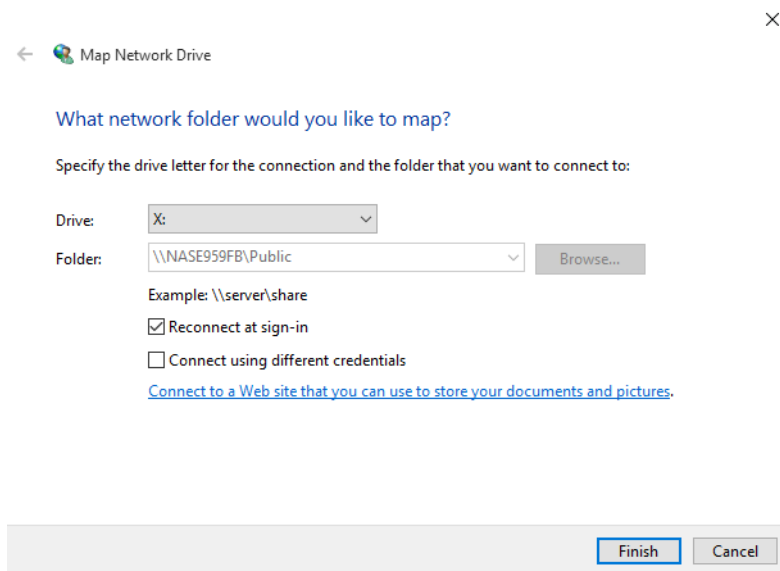 Map Network Drive
What network folder would you like to map?
Specify the drive letter for the connection and the folder that you want to connect to:
Drive: X:
Folder: \\NASE959FB\Public Browse...
Example: \\server\share
Reconnect at sign-in
Connect using different credentials
Connect to a Web site that you can use to store your documents and pictures.
Finish Cancel